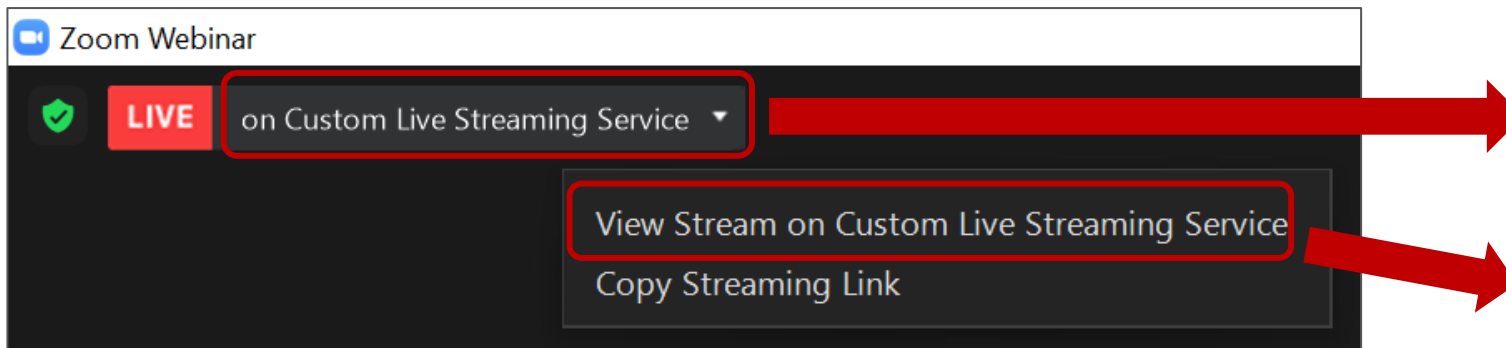 Zoom Webinar
LIVE on Custom Live Streaming Service
View Stream on Custom Live Streaming Service
Copy Streaming Link